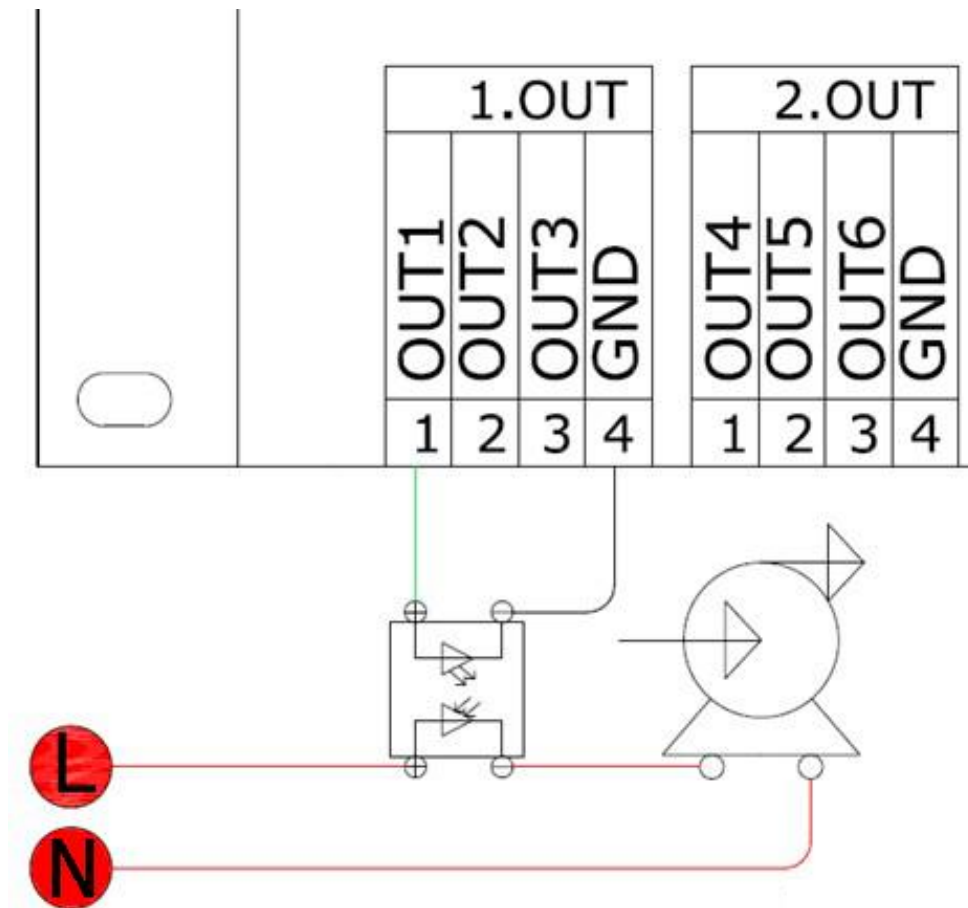 1.OUT
OUT1 OUT2 OUT3 GND
1 2 3 4
2.OUT
OUT4 OUT5 OUT6 GND
1 2 3 4
L
N